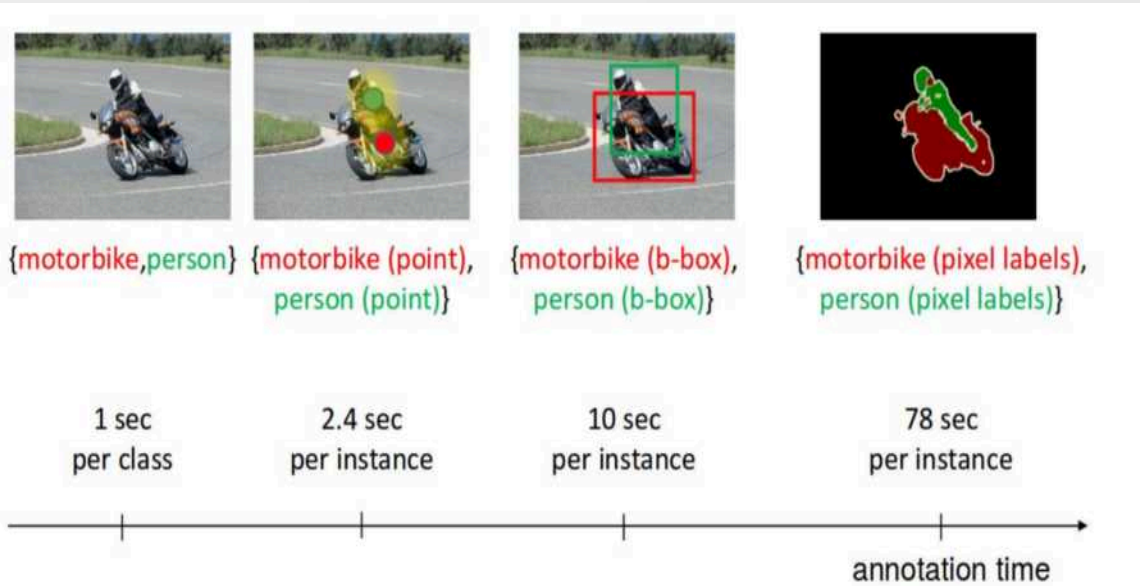 {motorbike,person}
{motorbike (point),
person (point)}
{motorbike (b-box),
person (b-box)}
{motorbike (pixel labels),
person (pixel labels)}
1 sec
per class
2.4 sec
per instance
10 sec
per instance
78 sec
per instance
annotation time